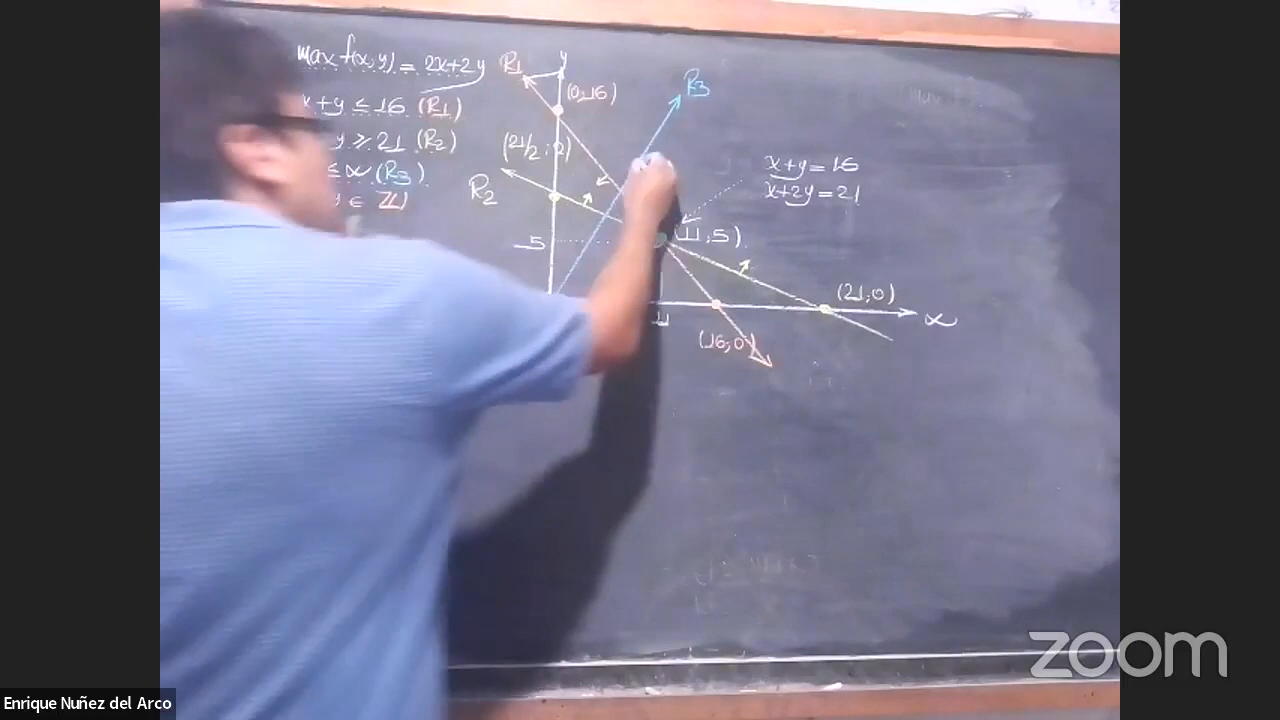 max f(x,y) = 2x+2y
x+y ≤ 16 (R1)
y ≥ 21 (R2)
≤ x (R3)
y ∈ ℤ
R1
y
(0,16)
R3
(21/2 ; 0)
R2
x+y = 16
x+2y = 21
5
(11,5)
(21,0)
x
11
(16,0)
zoom
Enrique Nuñez del Arco